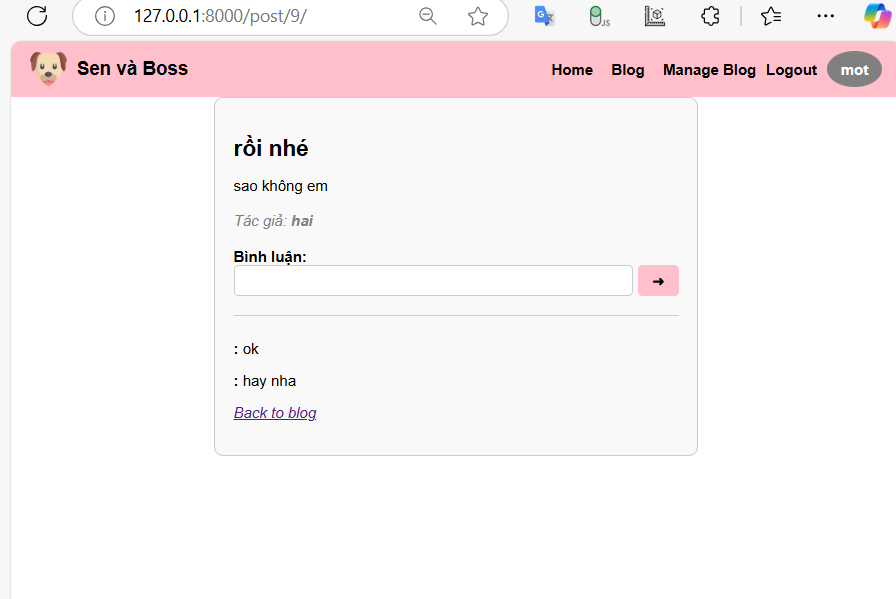 127.0.0.1:8000/post/9/
Sen và Boss
Home Blog Manage Blog Logout mot
rồi nhé
sao không em
Tác giả: hai
Bình luận:
➜
: ok
: hay nha
Back to blog